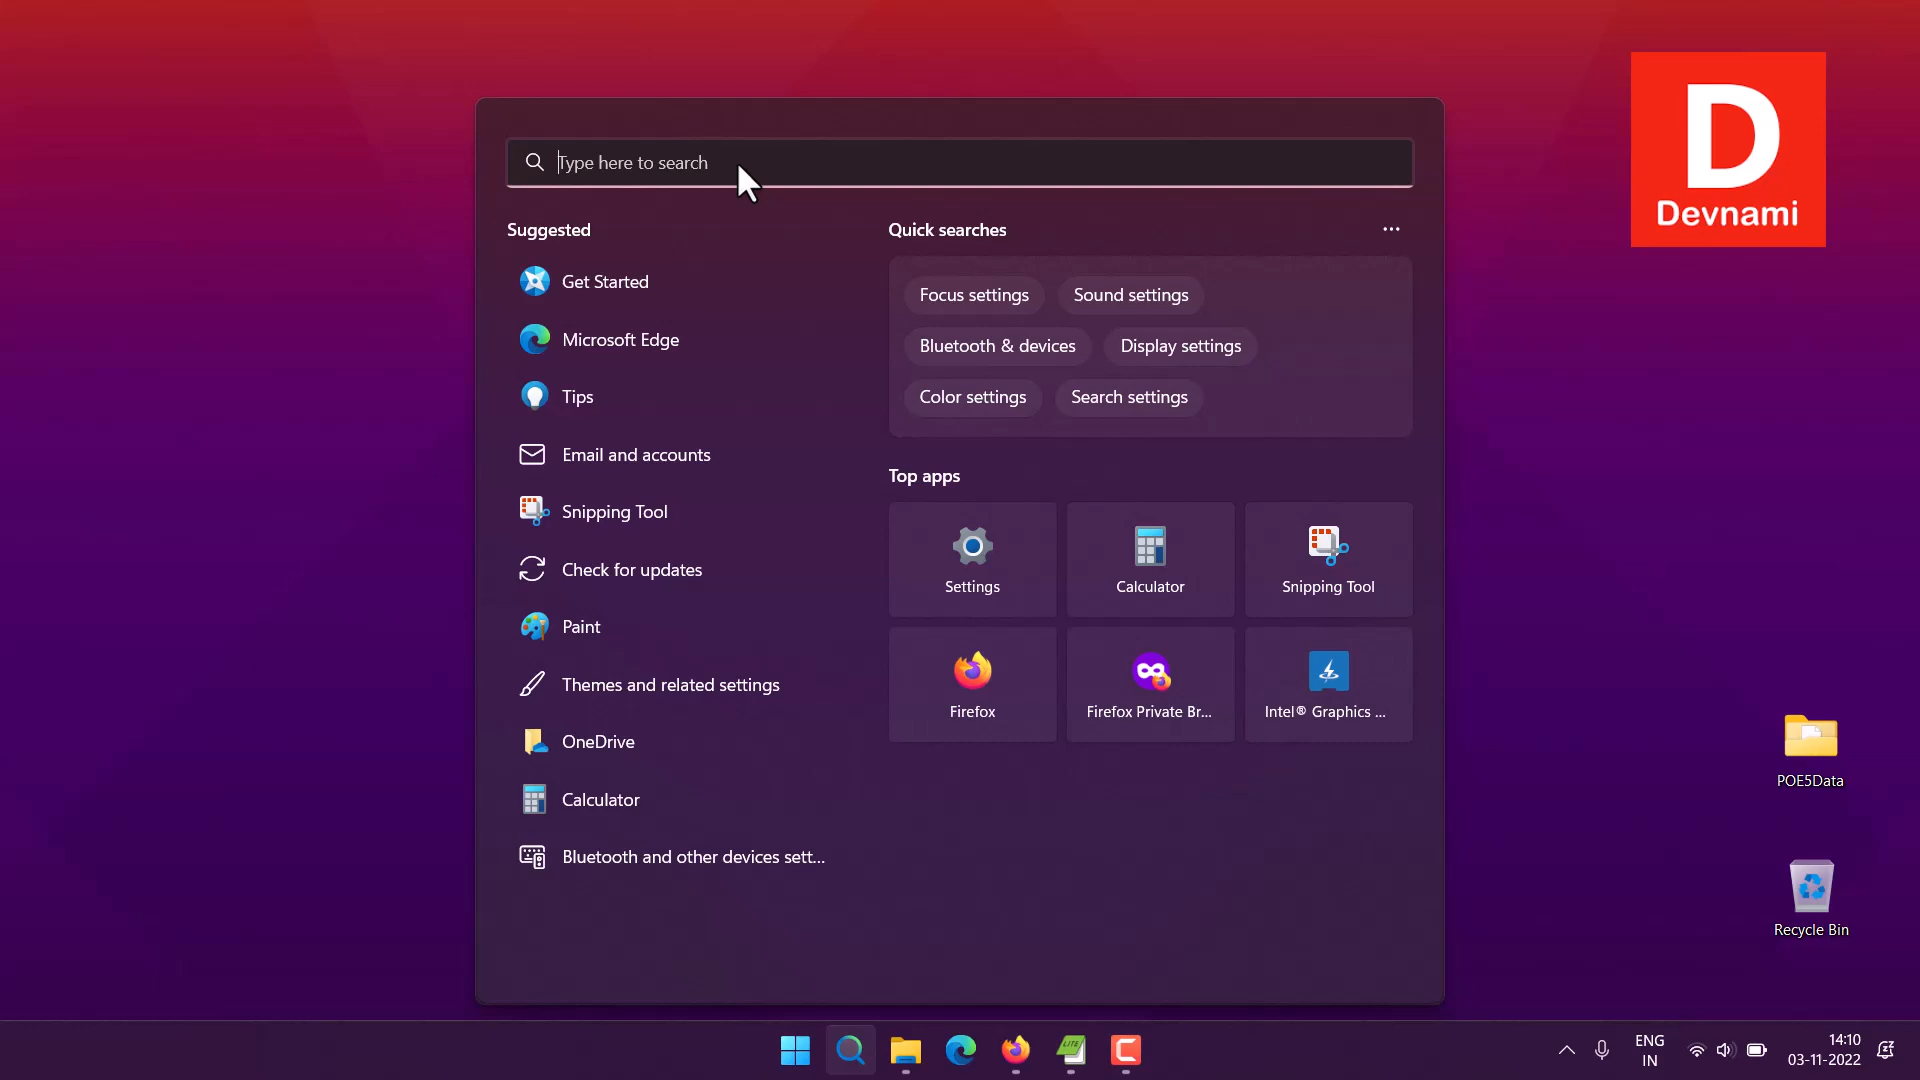 Type here to search
Suggested
Get Started
Microsoft Edge
Tips
Email and accounts
Snipping Tool
Check for updates
Paint
Themes and related settings
OneDrive
Calculator
Bluetooth and other devices sett...
Quick searches
Focus settings
Sound settings
Bluetooth & devices
Display settings
Color settings
Search settings
Top apps
Settings
Calculator
Snipping Tool
Firefox
Firefox Private Br...
Intel® Graphics ...
D
Devnami
POE5Data
Recycle Bin
LITE
ENG
IN
14:10
03-11-2022